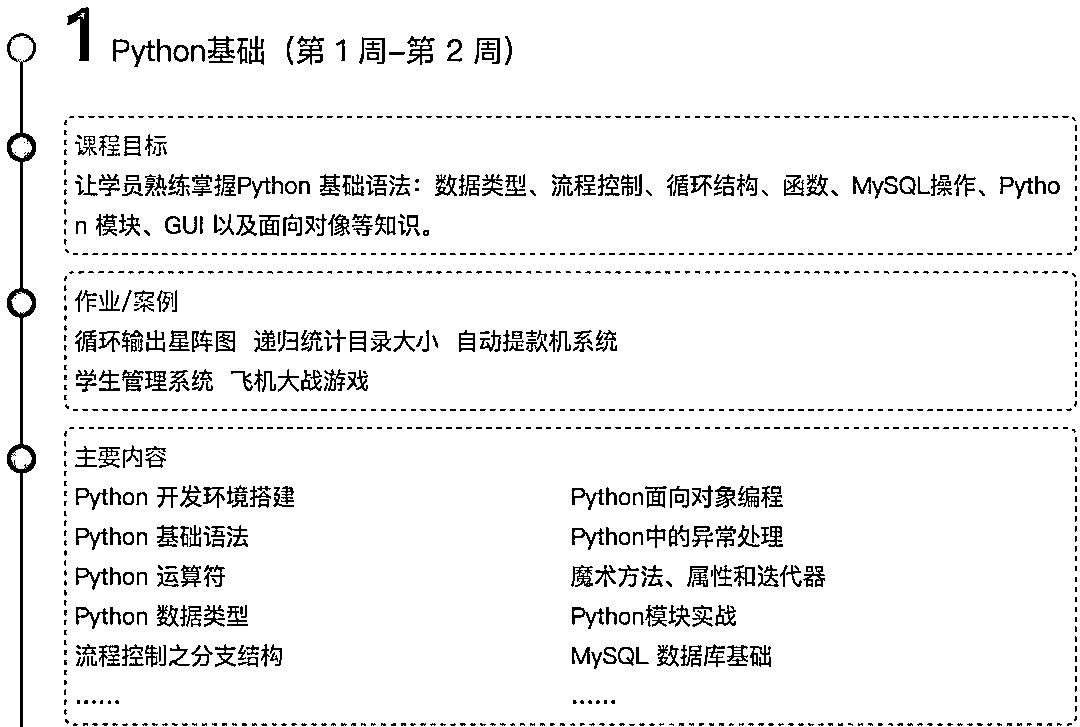 1 Python基础（第 1 周–第 2 周）
课程目标
让学员熟练掌握Python 基础语法：数据类型、流程控制、循环结构、函数、MySQL操作、Pytho
n 模块、GUI 以及面向对像等知识。
作业/案例
循环输出星阵图 递归统计目录大小 自动提款机系统
学生管理系统 飞机大战游戏
主要内容
Python 开发环境搭建
Python 基础语法
Python 运算符
Python 数据类型
流程控制之分支结构
......
Python面向对象编程
Python中的异常处理
魔术方法、属性和迭代器
Python模块实战
MySQL 数据库基础
......